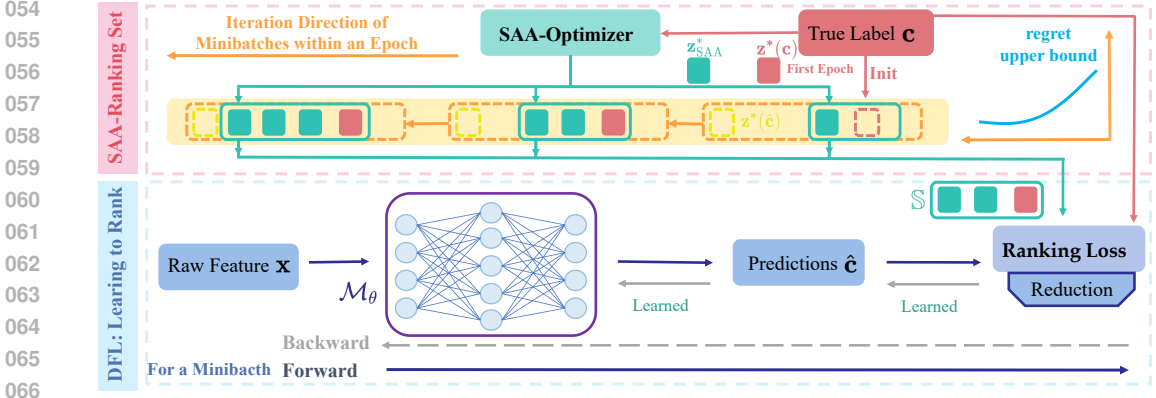 054
055
056
057
058
059
060
061
062
063
064
065
066
SAA-Ranking Set
Iteration Direction of
Minibatches within an Epoch
SAA-Optimizer
True Label c
z*SAA
z*(c)
First Epoch
Init
regret
upper bound
z*(ĉ)
DFL: Learing to Rank
𝕊
Raw Feature x
ℳθ
Predictions ĉ
Ranking Loss
Reduction
Learned
Learned
Backward
For a Minibacth Forward